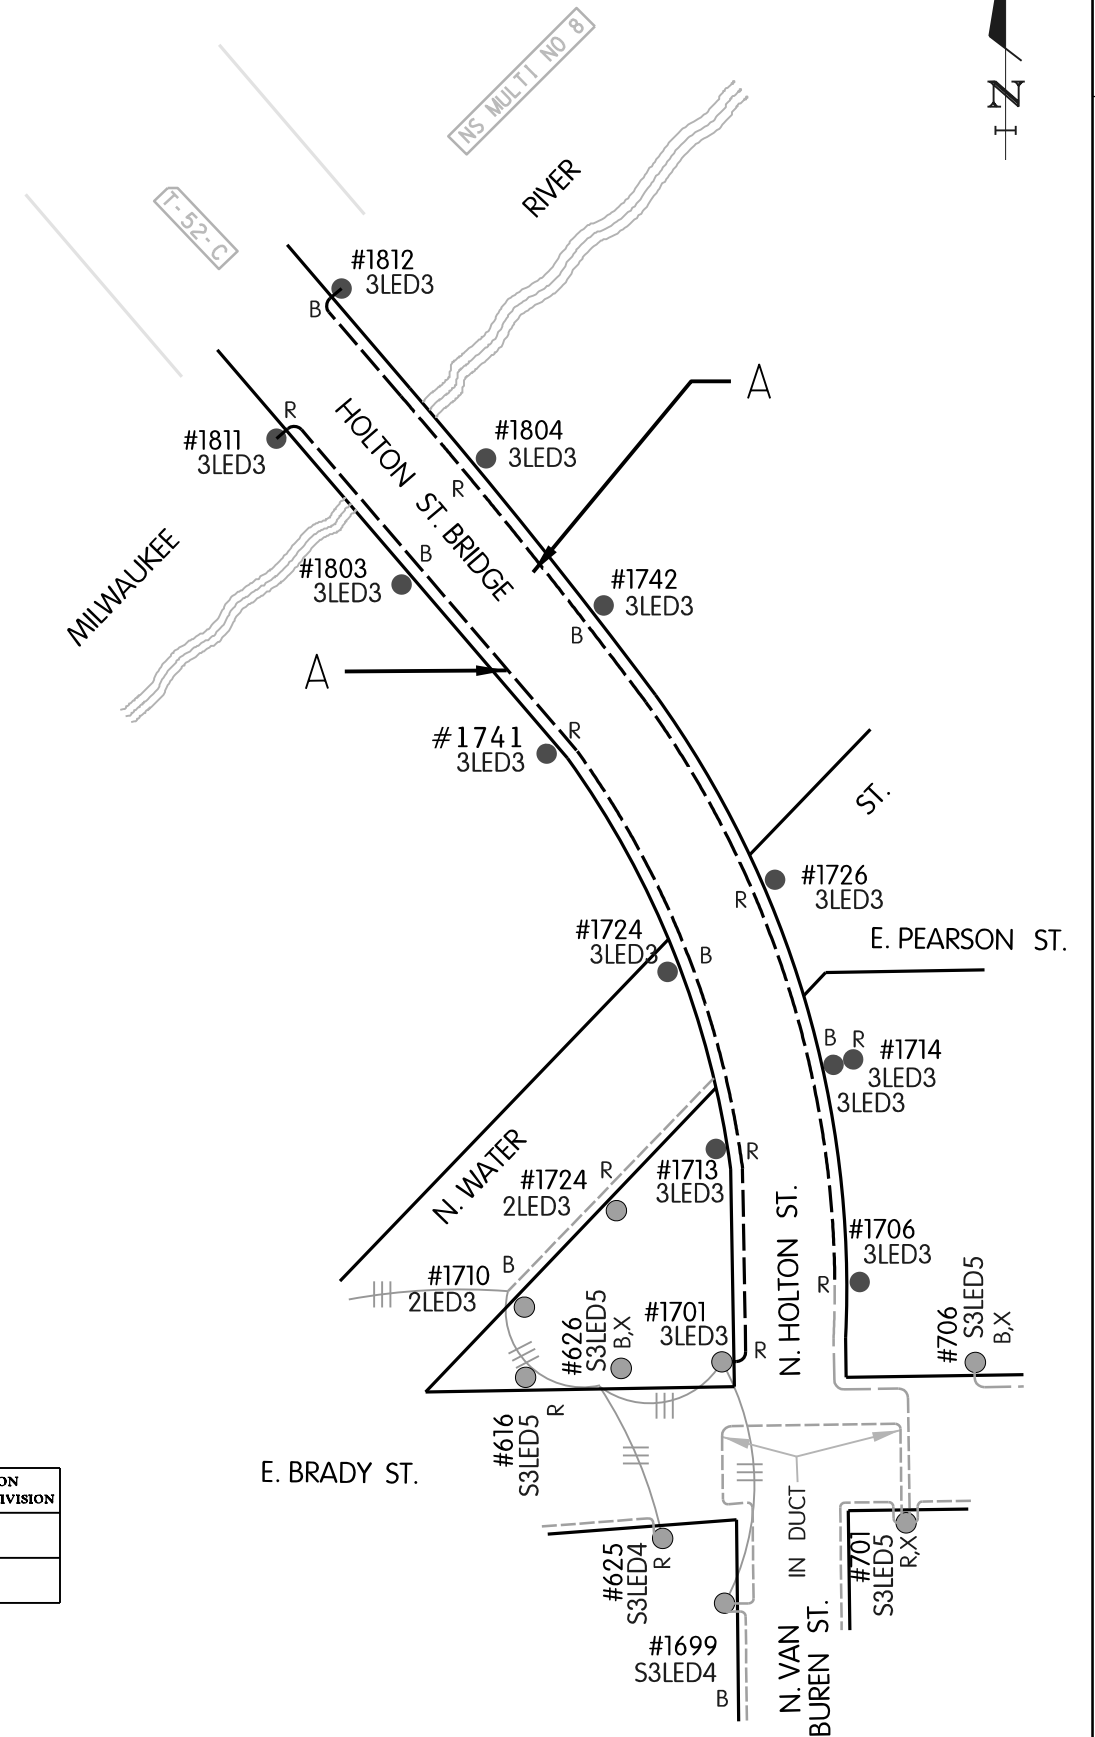 NS MULTI NO 8
N
RIVER
T-52-C
#1812
3LED3
B
A
R
#1811
3LED3
HOLTON ST. BRIDGE
#1804
3LED3
R
MILWAUKEE
B
#1803
3LED3
#1742
3LED3
B
A
R
#1741
3LED3
ST.
#1726
3LED3
R
#1724
3LED3
B
E. PEARSON ST.
B R
#1714
3LED3
3LED3
N. WATER
R
#1724
2LED3
#1713
3LED3
R
N. HOLTON ST.
#1706
3LED3
R
B
#1710
2LED3
#626
S3LED5
B,X
#1701
3LED3
R
#706
S3LED5
B,X
#616
S3LED5
R
E. BRADY ST.
ON
IVISION
IN DUCT
#625
S3LED4
R
#701
S3LED5
R,X
#1699
S3LED4
B
N. VAN
BUREN ST.